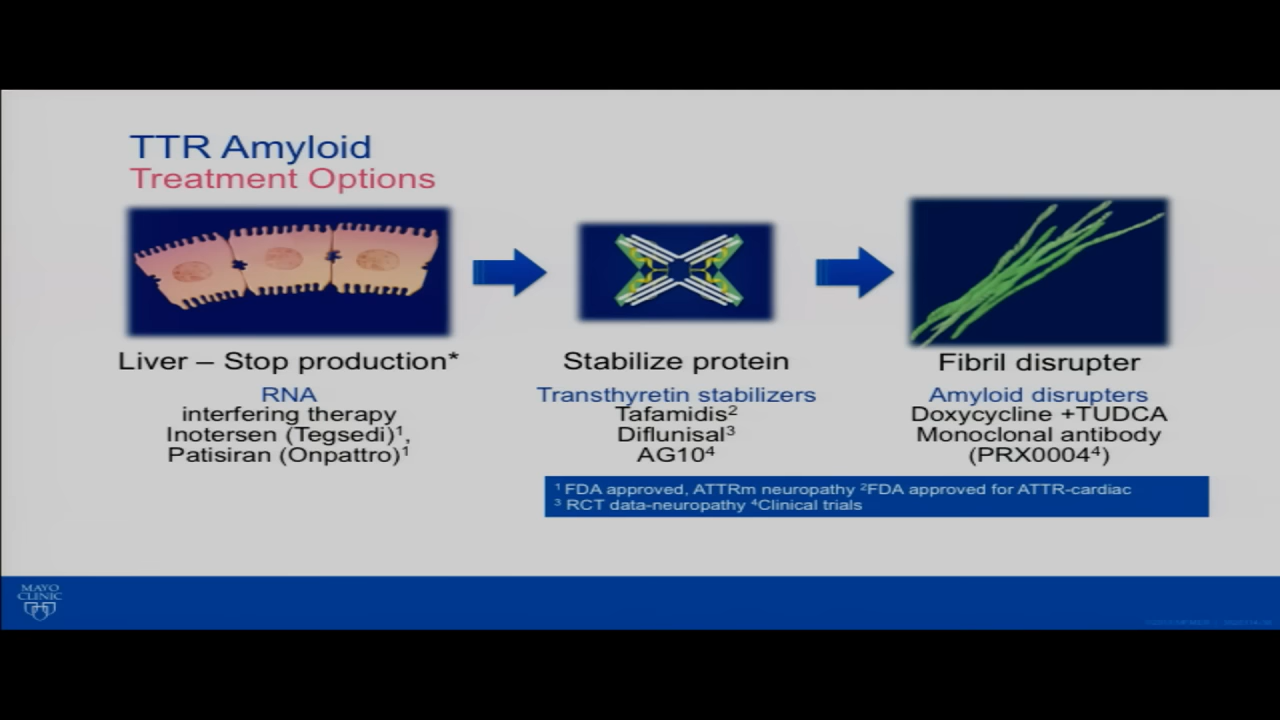 TTR Amyloid
Treatment Options
Liver – Stop production*
RNA
interfering therapy
Inotersen (Tegsedi)¹,
Patisiran (Onpattro)¹
Stabilize protein
Transthyretin stabilizers
Tafamidis²
Diflunisal³
AG10⁴
Fibril disrupter
Amyloid disrupters
Doxycycline +TUDCA
Monoclonal antibody
(PRX0004⁴)
¹ FDA approved, ATTRm neuropathy ²FDA approved for ATTR-cardiac
³ RCT data-neuropathy ⁴Clinical trials
MAYO
CLINIC